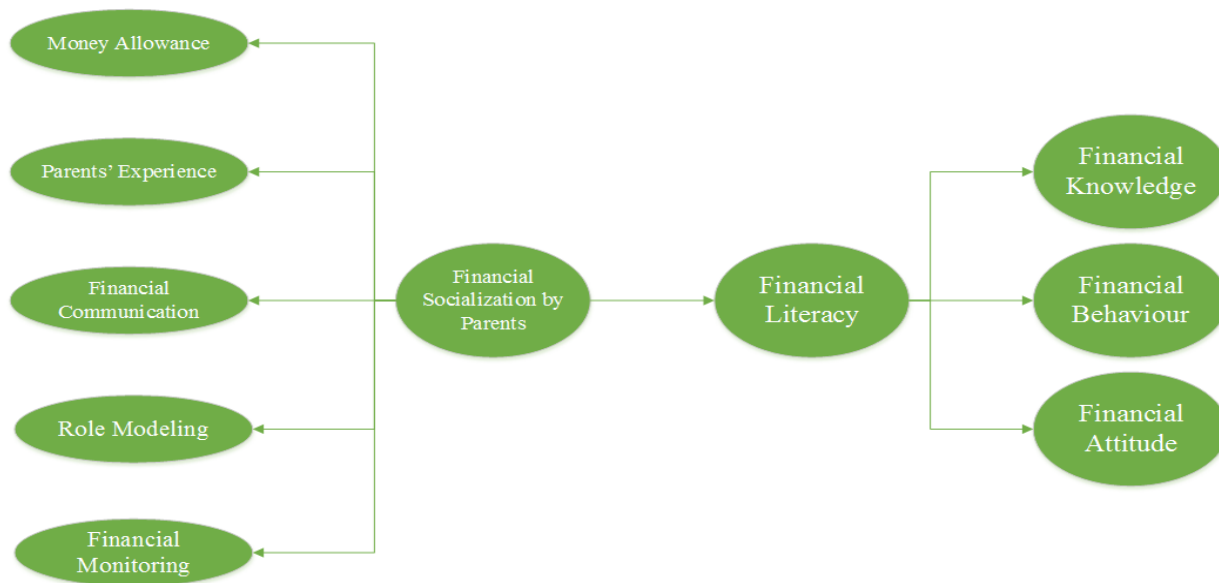 Money Allowance
Parents' Experience
Financial
Communication
Role Modeling
Financial
Monitoring
Financial
Socialization by
Parents
Financial
Literacy
Financial
Knowledge
Financial
Behaviour
Financial
Attitude